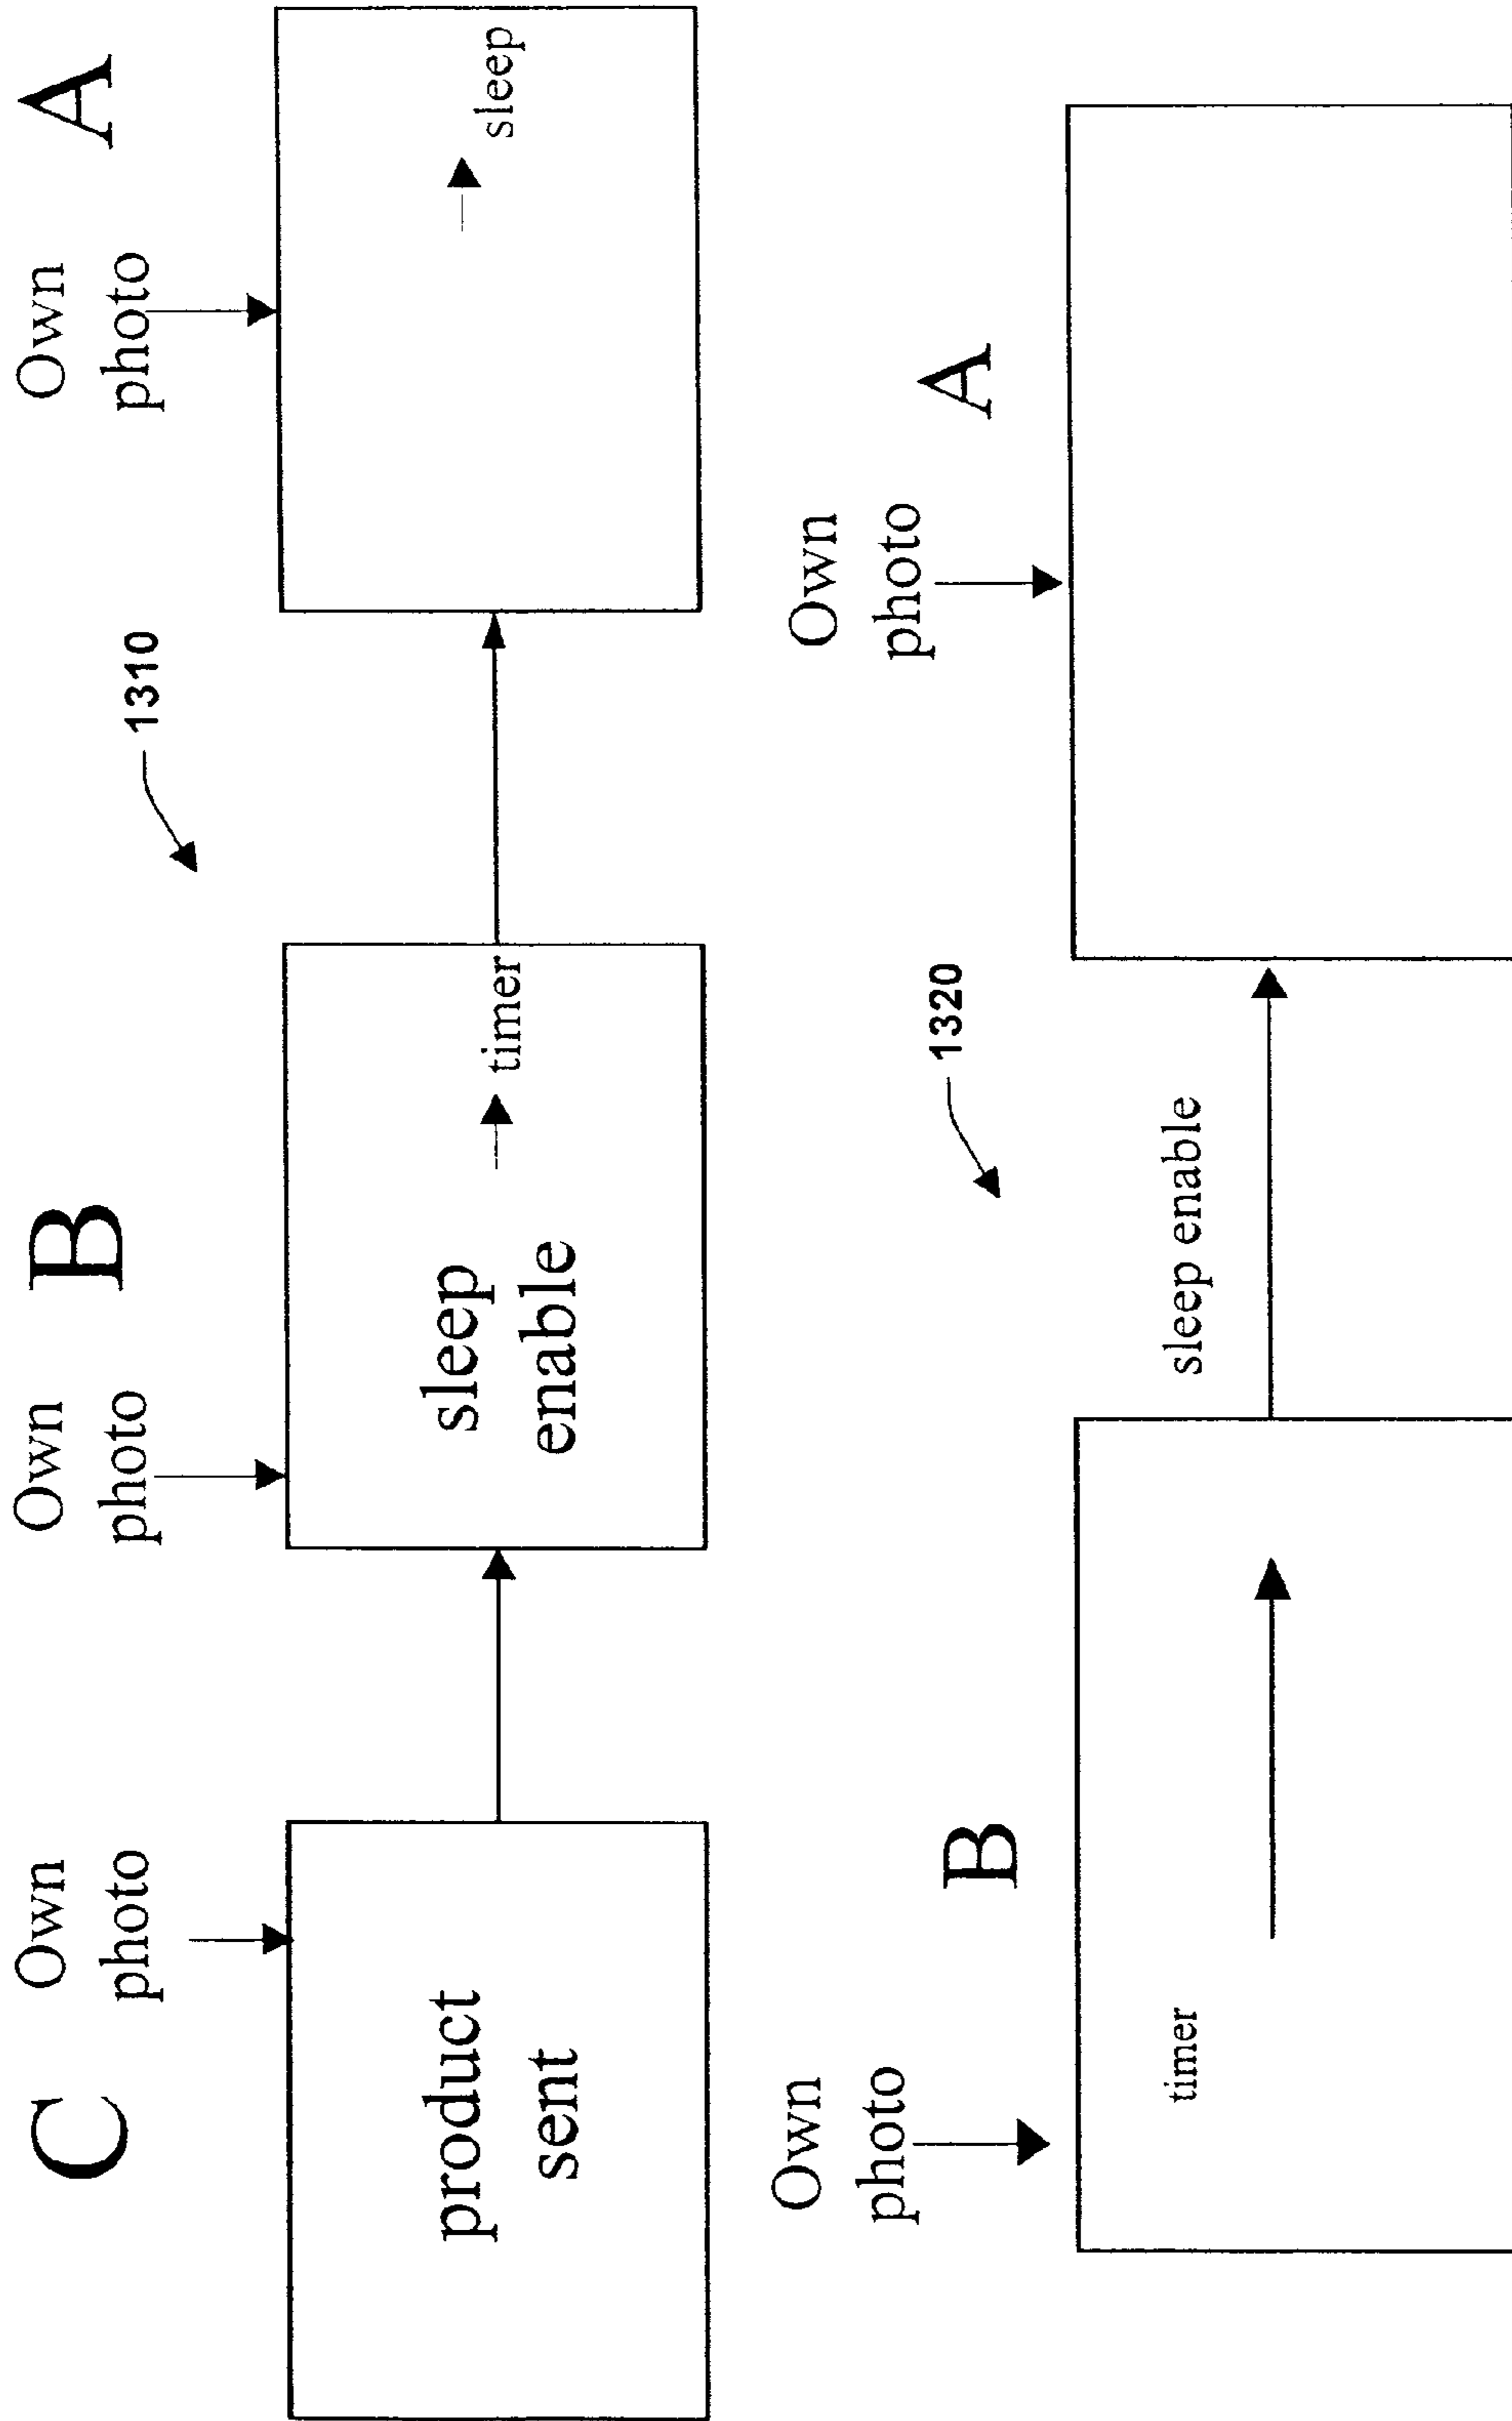 C
Own
photo
product
sent
B
Own
photo
sleep
enable
timer
1310
A
Own
photo
sleep
B
Own
photo
timer
1320
sleep enable
A
Own
photo